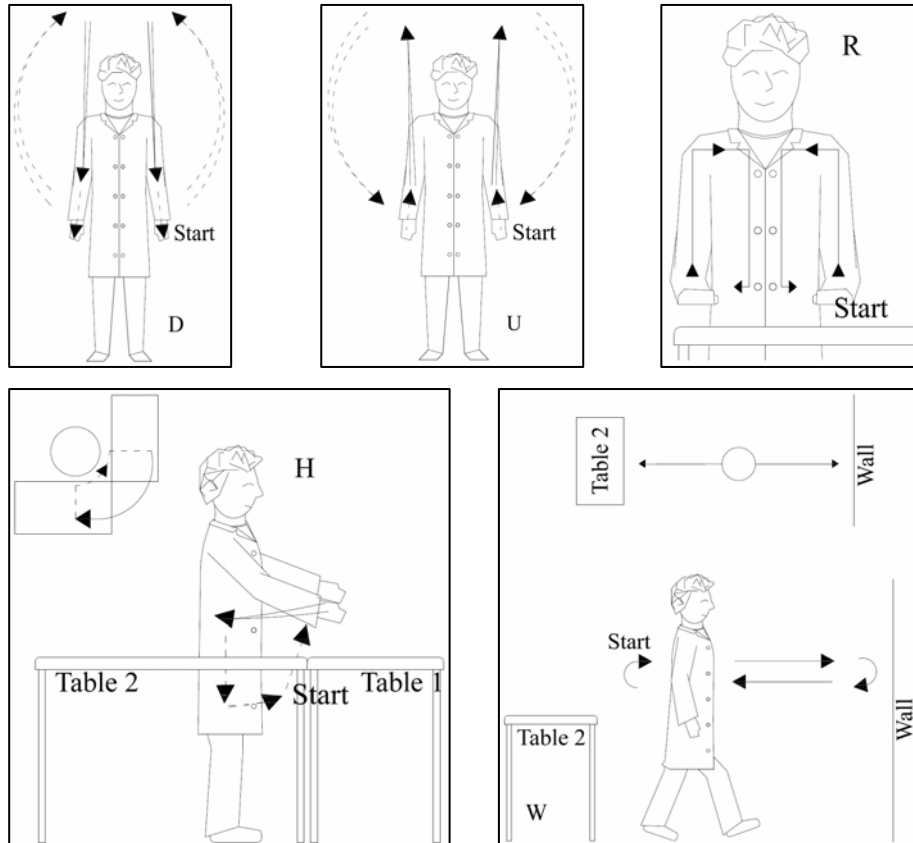 Start
D
Start
U
R
Start
H
Table 2
Start
Table 1
Table 2
Wall
Start
Table 2
Wall
W